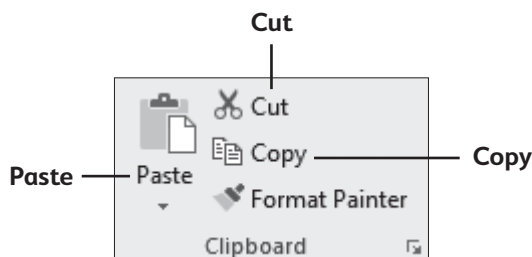 Cut
Cut
Copy
Copy
Paste
Paste
Format Painter
Clipboard